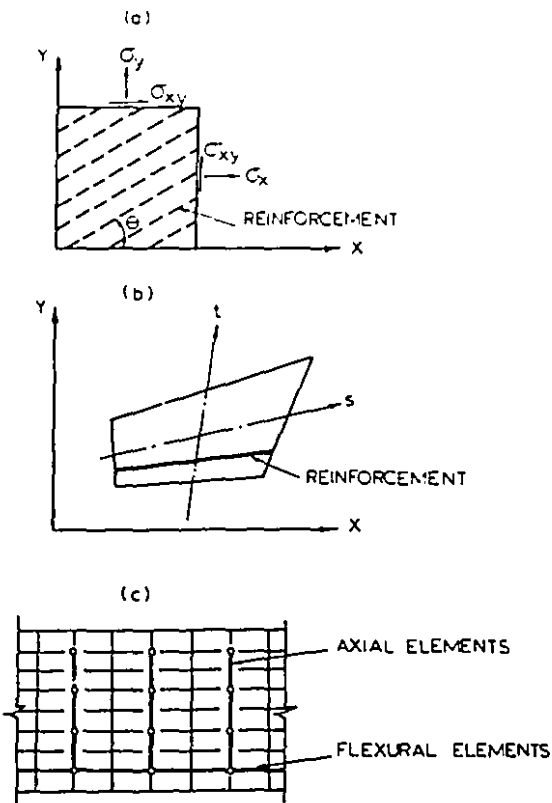 (a)
Y
σy
σxy
σxy
σx
θ
REINFORCEMENT
X
(b)
Y
t
s
REINFORCEMENT
X
(c)
AXIAL ELEMENTS
FLEXURAL ELEMENTS